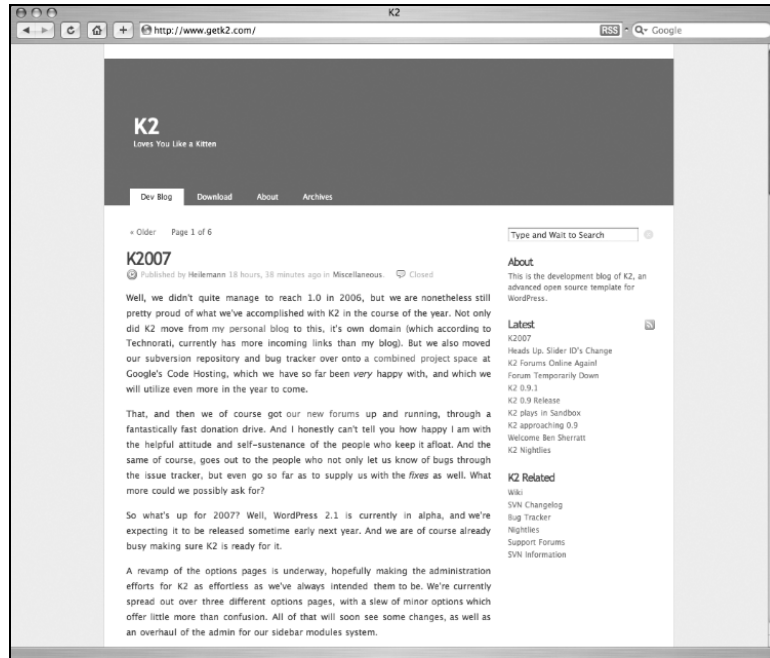 K2
http://www.getk2.com/
RSS
Google
K2
Loves You Like a Kitten
Dev Blog Download About Archives
« Older Page 1 of 6
K2007
Published by Heilemann 18 hours, 38 minutes ago in Miscellaneous. Closed
Well, we didn't quite manage to reach 1.0 in 2006, but we are nonetheless still
pretty proud of what we've accomplished with K2 in the course of the year. Not only
did K2 move from my personal blog to this, it's own domain (which according to
Technorati, currently has more incoming links than my blog). But we also moved
our subversion repository and bug tracker over onto a combined project space at
Google's Code Hosting, which we have so far been very happy with, and which we
will utilize even more in the year to come.
That, and then we of course got our new forums up and running, through a
fantastically fast donation drive. And I honestly can't tell you how happy I am with
the helpful attitude and self-sustenance of the people who keep it afloat. And the
same of course, goes out to the people who not only let us know of bugs through
the issue tracker, but even go so far as to supply us with the fixes as well. What
more could we possibly ask for?
So what's up for 2007? Well, WordPress 2.1 is currently in alpha, and we're
expecting it to be released sometime early next year. And we are of course already
busy making sure K2 is ready for it.
A revamp of the options pages is underway, hopefully making the administration
efforts for K2 as effortless as we've always intended them to be. We're currently
spread out over three different options pages, with a slew of minor options which
offer little more than confusion. All of that will soon see some changes, as well as
an overhaul of the admin for our sidebar modules system.
Type and Wait to Search
About
This is the development blog of K2, an
advanced open source template for
WordPress.
Latest
K2007
Heads Up. Slider ID's Change
K2 Forums Online Again!
Forum Temporarily Down
K2 0.9.1
K2 0.9 Release
K2 plays in Sandbox
K2 approaching 0.9
Welcome Ben Sherratt
K2 Nightlies
K2 Related
Wiki
SVN Changelog
Bug Tracker
Nightlies
Support Forums
SVN Information